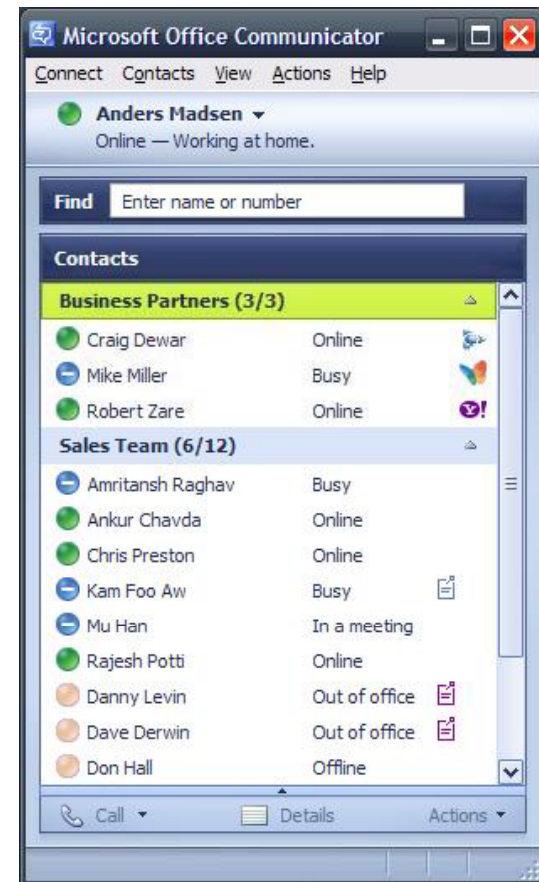 Microsoft Office Communicator
Connect Contacts View Actions Help
Anders Madsen
Online — Working at home.
Find Enter name or number
Contacts
Business Partners (3/3)
Craig Dewar Online
Mike Miller Busy
Robert Zare Online Y!
Sales Team (6/12)
Amritansh Raghav Busy
Ankur Chavda Online
Chris Preston Online
Kam Foo Aw Busy
Mu Han In a meeting
Rajesh Potti Online
Danny Levin Out of office
Dave Derwin Out of office
Don Hall Offline
Call Details Actions